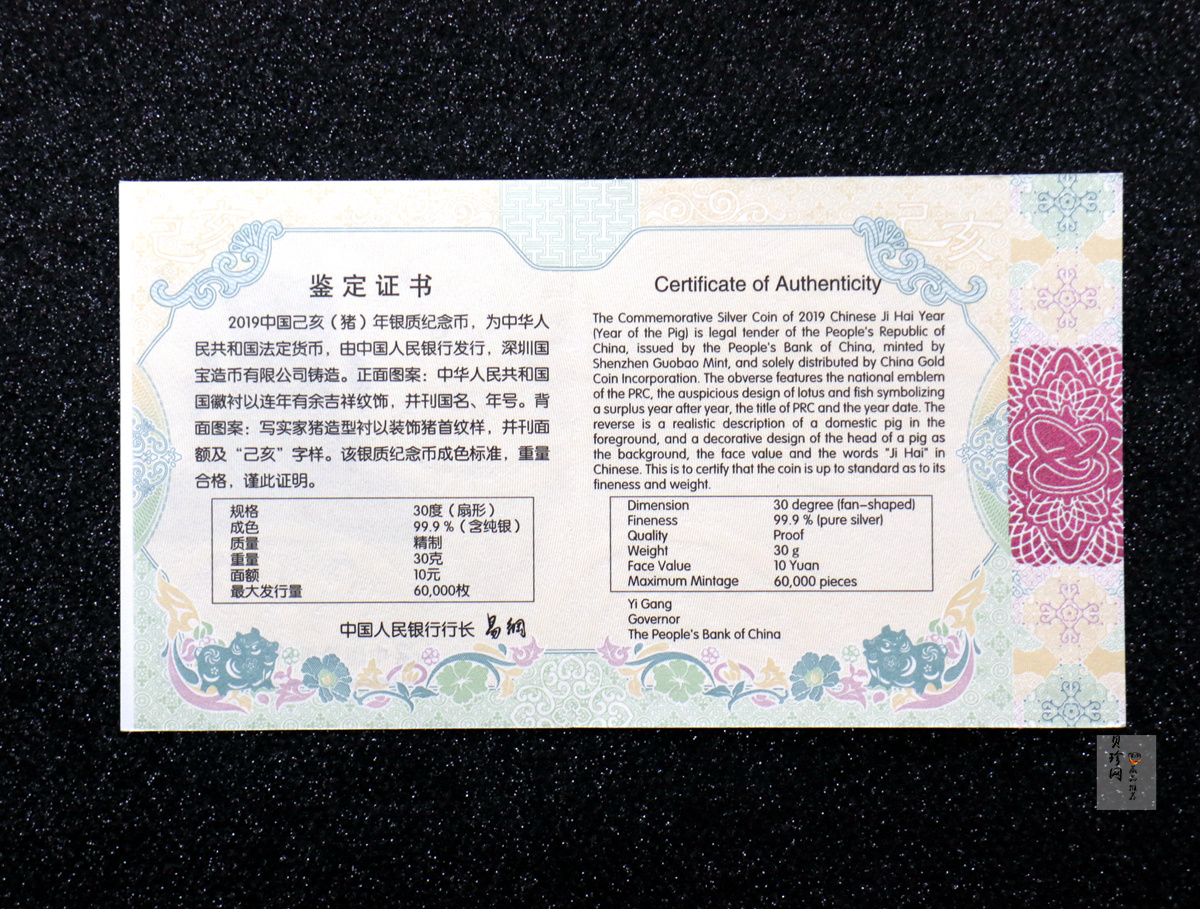 己亥
己亥
鉴定证书
2019中国己亥（猪）年银质纪念币，为中华人
民共和国法定货币，由中国人民银行发行，深圳国
宝造币有限公司铸造。正面图案：中华人民共和国
国徽衬以连年有余吉祥纹饰，并刊国名、年号。背
面图案：写实家猪造型衬以装饰猪首纹样，并刊面
额及“己亥”字样。该银质纪念币成色标准，重量
合格，谨此证明。
规格 30度（扇形）
成色 99.9％（含纯银）
质量 精制
重量 30克
面额 10元
最大发行量 60,000枚
中国人民银行行长 易纲
Certificate of Authenticity
The Commemorative Silver Coin of 2019 Chinese Ji Hai Year
(Year of the Pig) is legal tender of the People's Republic of
China, issued by the People's Bank of China, minted by
Shenzhen Guobao Mint, and solely distributed by China Gold
Coin Incorporation. The obverse features the national emblem
of the PRC, the auspicious design of lotus and fish symbolizing
a surplus year after year, the title of PRC and the year date. The
reverse is a realistic description of a domestic pig in the
foreground, and a decorative design of the head of a pig as
the background, the face value and the words "Ji Hai" in
Chinese. This is to certify that the coin is up to standard as to its
fineness and weight.
Dimension 30 degree (fan-shaped)
Fineness 99.9 % (pure silver)
Quality Proof
Weight 30 g
Face Value 10 Yuan
Maximum Mintage 60,000 pieces
Yi Gang
Governor
The People's Bank of China
贝珍网